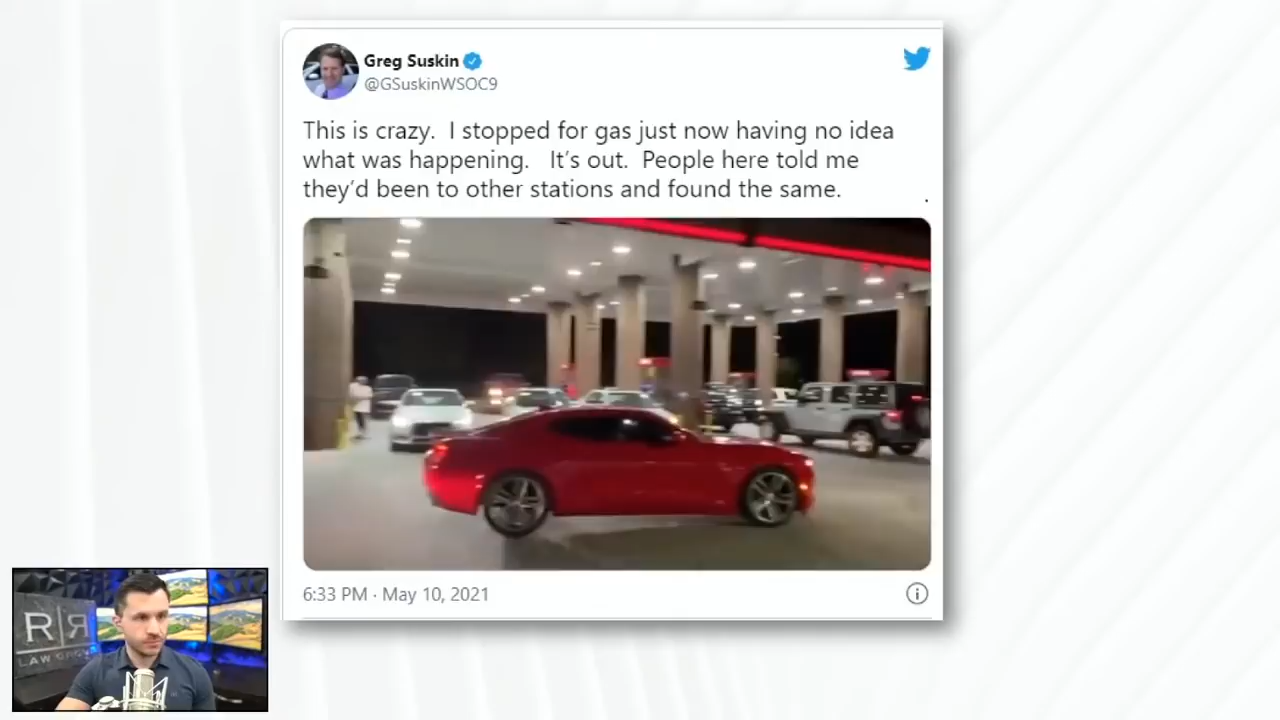 Greg Suskin
@GSuskinWSOC9
This is crazy.  I stopped for gas just now having no idea
what was happening.   It’s out.  People here told me
they’d been to other stations and found the same.
6:33 PM · May 10, 2021
R|R
LAW GROUP